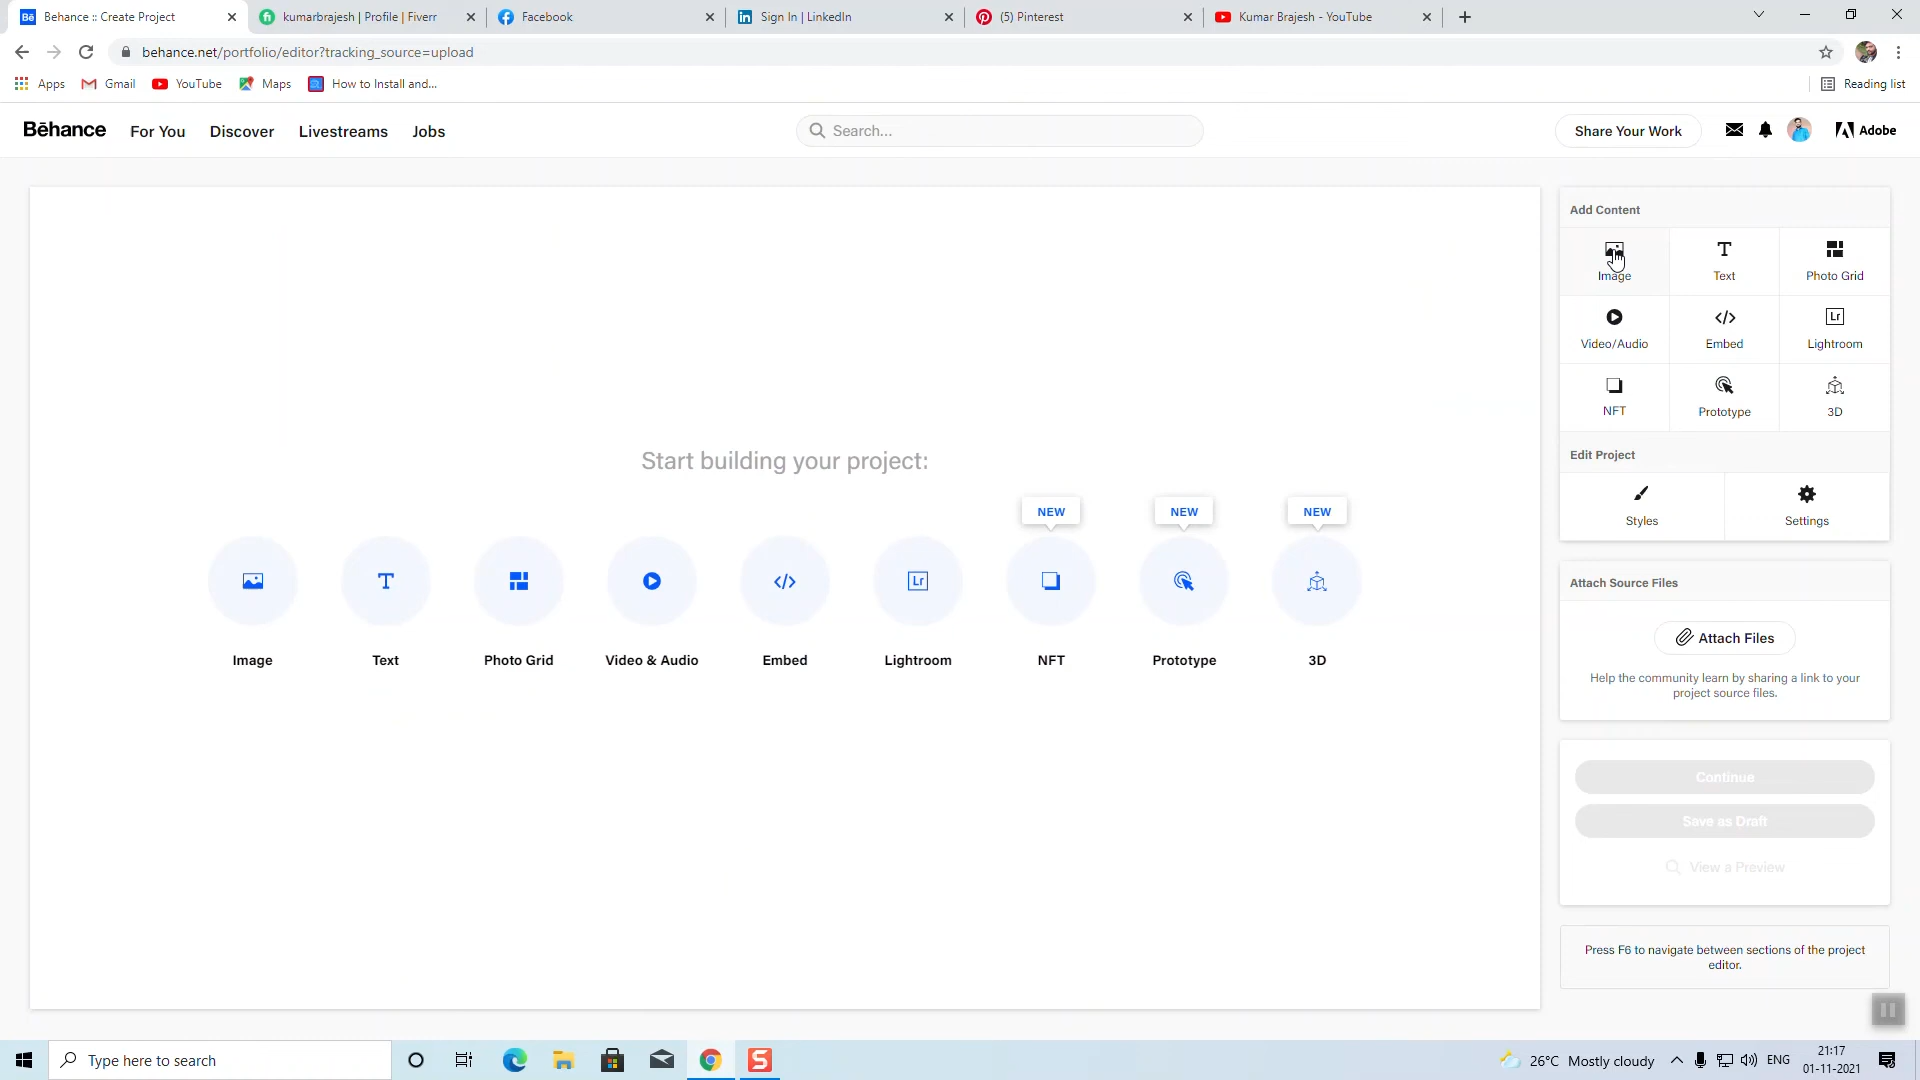 Behance :: Create Project
kumarbrajesh | Profile | Fiverr
Facebook
Sign In | LinkedIn
(5) Pinterest
Kumar Brajesh - YouTube
behance.net/portfolio/editor?tracking_source=upload
Apps
Gmail
YouTube
Maps
How to Install and...
Reading list
Bēhance
For You
Discover
Livestreams
Jobs
Search...
Share Your Work
Adobe
Add Content
Image
Text
Photo Grid
Video/Audio
Embed
Lr
Lightroom
NFT
Prototype
3D
Edit Project
Styles
Settings
Start building your project:
NEW
NEW
NEW
Lr
Image
Text
Photo Grid
Video & Audio
Embed
Lightroom
NFT
Prototype
3D
Attach Source Files
Attach Files
Help the community learn by sharing a link to your
project source files.
Continue
Save as Draft
View a Preview
Press F6 to navigate between sections of the project
editor.
Type here to search
26°C Mostly cloudy
ENG
21:17
01-11-2021